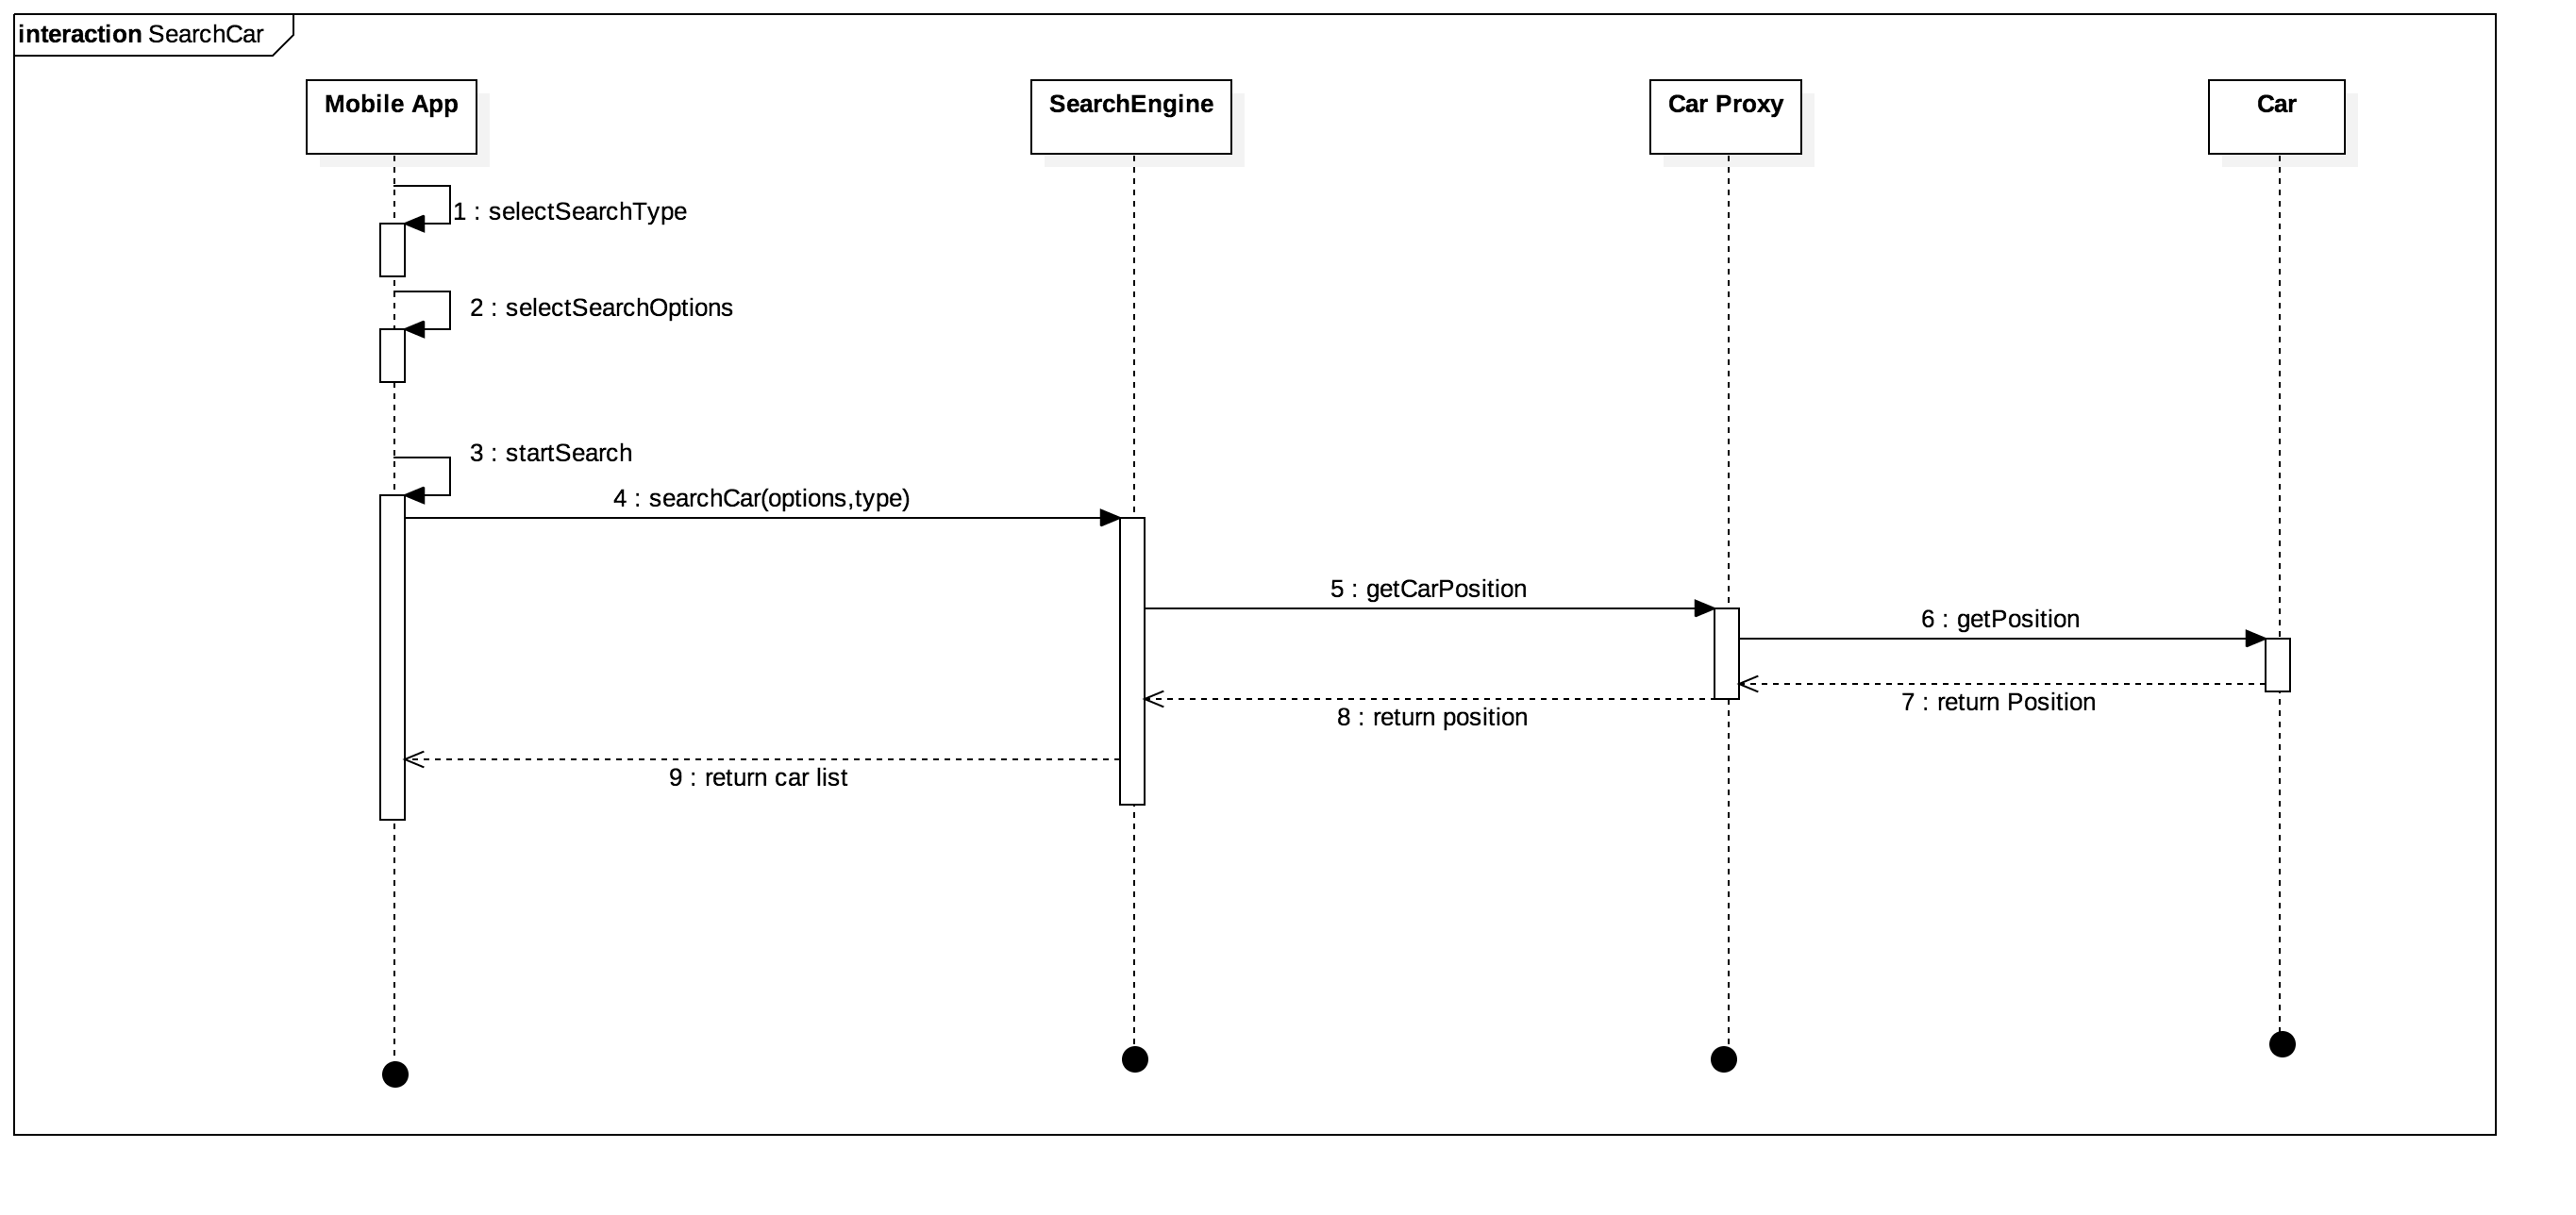 interaction SearchCar
Mobile App
SearchEngine
Car Proxy
Car
1 : selectSearchType
2 : selectSearchOptions
3 : startSearch
4 : searchCar(options,type)
5 : getCarPosition
6 : getPosition
7 : return Position
8 : return position
9 : return car list